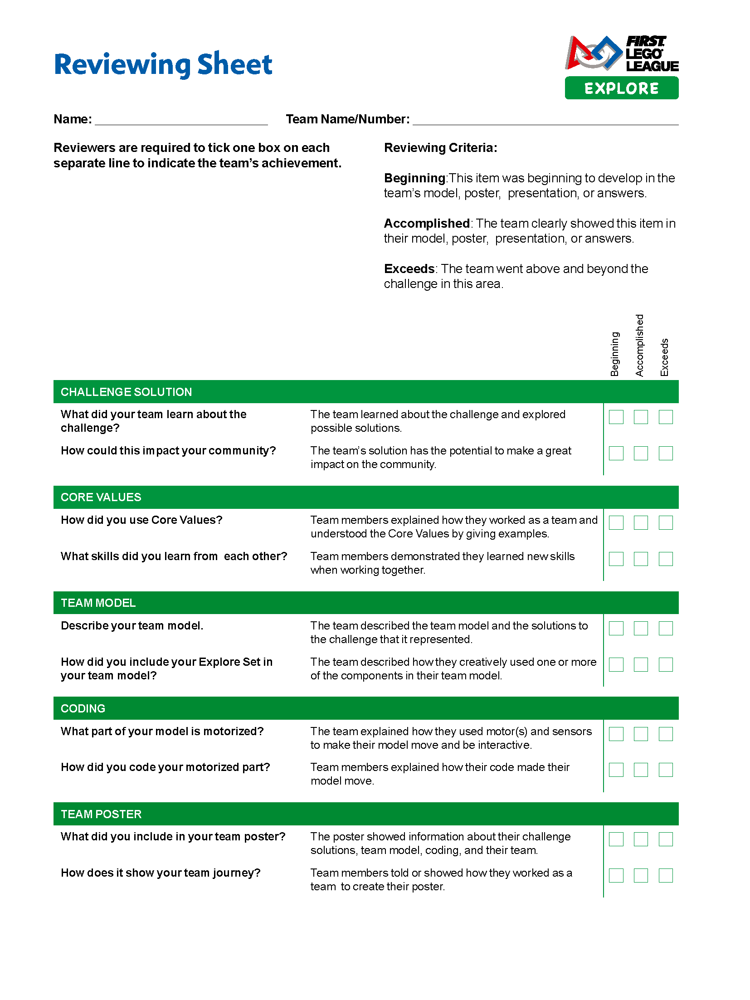 Reviewing Sheet
FIRST
LEGO
LEAGUE
EXPLORE
Name: Team Name/Number:
Reviewers are required to tick one box on each
separate line to indicate the team’s achievement.
Reviewing Criteria:
Beginning:This item was beginning to develop in the
team’s model, poster, presentation, or answers.
Accomplished: The team clearly showed this item in
their model, poster, presentation, or answers.
Exceeds: The team went above and beyond the
challenge in this area.
Beginning
Accomplished
Exceeds
CHALLENGE SOLUTION
What did your team learn about the
challenge?
The team learned about the challenge and explored
possible solutions.
How could this impact your community?
The team’s solution has the potential to make a great
impact on the community.
CORE VALUES
How did you use Core Values?
Team members explained how they worked as a team and
understood the Core Values by giving examples.
What skills did you learn from each other?
Team members demonstrated they learned new skills
when working together.
TEAM MODEL
Describe your team model.
The team described the team model and the solutions to
the challenge that it represented.
How did you include your Explore Set in
your team model?
The team described how they creatively used one or more
of the components in their team model.
CODING
What part of your model is motorized?
The team explained how they used motor(s) and sensors
to make their model move and be interactive.
How did you code your motorized part?
Team members explained how their code made their
model move.
TEAM POSTER
What did you include in your team poster?
The poster showed information about their challenge
solutions, team model, coding, and their team.
How does it show your team journey?
Team members told or showed how they worked as a
team to create their poster.